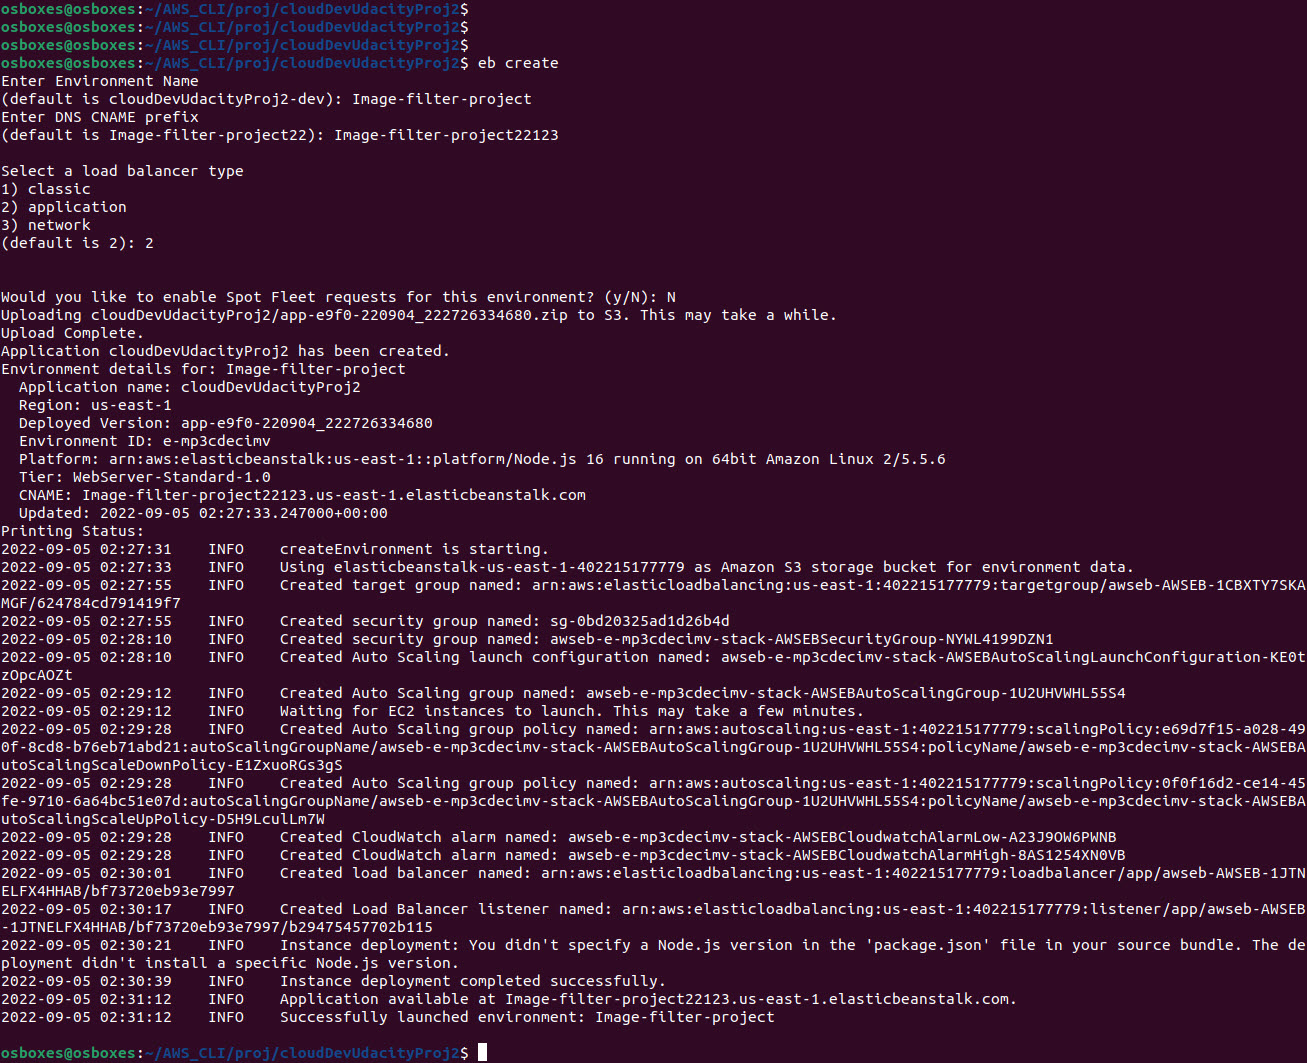 osboxes@osboxes:~/AWS_CLI/proj/cloudDevUdacityProj2$
osboxes@osboxes:~/AWS_CLI/proj/cloudDevUdacityProj2$
osboxes@osboxes:~/AWS_CLI/proj/cloudDevUdacityProj2$
osboxes@osboxes:~/AWS_CLI/proj/cloudDevUdacityProj2$ eb create
Enter Environment Name
(default is cloudDevUdacityProj2-dev): Image-filter-project
Enter DNS CNAME prefix
(default is Image-filter-project22): Image-filter-project22123
Select a load balancer type
1) classic
2) application
3) network
(default is 2): 2
Would you like to enable Spot Fleet requests for this environment? (y/N): N
Uploading cloudDevUdacityProj2/app-e9f0-220904_222726334680.zip to S3. This may take a while.
Upload Complete.
Application cloudDevUdacityProj2 has been created.
Environment details for: Image-filter-project
  Application name: cloudDevUdacityProj2
  Region: us-east-1
  Deployed Version: app-e9f0-220904_222726334680
  Environment ID: e-mp3cdecimv
  Platform: arn:aws:elasticbeanstalk:us-east-1::platform/Node.js 16 running on 64bit Amazon Linux 2/5.5.6
  Tier: WebServer-Standard-1.0
  CNAME: Image-filter-project22123.us-east-1.elasticbeanstalk.com
  Updated: 2022-09-05 02:27:33.247000+00:00
Printing Status:
2022-09-05 02:27:31    INFO    createEnvironment is starting.
2022-09-05 02:27:33    INFO    Using elasticbeanstalk-us-east-1-402215177779 as Amazon S3 storage bucket for environment data.
2022-09-05 02:27:55    INFO    Created target group named: arn:aws:elasticloadbalancing:us-east-1:402215177779:targetgroup/awseb-AWSEB-1CBXTY7SKA
MGF/624784cd791419f7
2022-09-05 02:27:55    INFO    Created security group named: sg-0bd20325ad1d26b4d
2022-09-05 02:28:10    INFO    Created security group named: awseb-e-mp3cdecimv-stack-AWSEBSecurityGroup-NYWL4199DZN1
2022-09-05 02:28:10    INFO    Created Auto Scaling launch configuration named: awseb-e-mp3cdecimv-stack-AWSEBAutoScalingLaunchConfiguration-KE0t
zOpcAOZt
2022-09-05 02:29:12    INFO    Created Auto Scaling group named: awseb-e-mp3cdecimv-stack-AWSEBAutoScalingGroup-1U2UHVWHL55S4
2022-09-05 02:29:12    INFO    Waiting for EC2 instances to launch. This may take a few minutes.
2022-09-05 02:29:28    INFO    Created Auto Scaling group policy named: arn:aws:autoscaling:us-east-1:402215177779:scalingPolicy:e69d7f15-a028-49
0f-8cd8-b76eb71abd21:autoScalingGroupName/awseb-e-mp3cdecimv-stack-AWSEBAutoScalingGroup-1U2UHVWHL55S4:policyName/awseb-e-mp3cdecimv-stack-AWSEBA
utoScalingScaleDownPolicy-E1ZxuoRGs3gS
2022-09-05 02:29:28    INFO    Created Auto Scaling group policy named: arn:aws:autoscaling:us-east-1:402215177779:scalingPolicy:0f0f16d2-ce14-45
fe-9710-6a64bc51e07d:autoScalingGroupName/awseb-e-mp3cdecimv-stack-AWSEBAutoScalingGroup-1U2UHVWHL55S4:policyName/awseb-e-mp3cdecimv-stack-AWSEBA
utoScalingScaleUpPolicy-D5H9LculLm7W
2022-09-05 02:29:28    INFO    Created CloudWatch alarm named: awseb-e-mp3cdecimv-stack-AWSEBCloudwatchAlarmLow-A23J9OW6PWNB
2022-09-05 02:29:28    INFO    Created CloudWatch alarm named: awseb-e-mp3cdecimv-stack-AWSEBCloudwatchAlarmHigh-8AS1254XN0VB
2022-09-05 02:30:01    INFO    Created load balancer named: arn:aws:elasticloadbalancing:us-east-1:402215177779:loadbalancer/app/awseb-AWSEB-1JTN
ELFX4HHAB/bf73720eb93e7997
2022-09-05 02:30:17    INFO    Created Load Balancer listener named: arn:aws:elasticloadbalancing:us-east-1:402215177779:listener/app/awseb-AWSEB
-1JTNELFX4HHAB/bf73720eb93e7997/b29475457702b115
2022-09-05 02:30:21    INFO    Instance deployment: You didn't specify a Node.js version in the 'package.json' file in your source bundle. The de
ployment didn't install a specific Node.js version.
2022-09-05 02:30:39    INFO    Instance deployment completed successfully.
2022-09-05 02:31:12    INFO    Application available at Image-filter-project22123.us-east-1.elasticbeanstalk.com.
2022-09-05 02:31:12    INFO    Successfully launched environment: Image-filter-project
osboxes@osboxes:~/AWS_CLI/proj/cloudDevUdacityProj2$